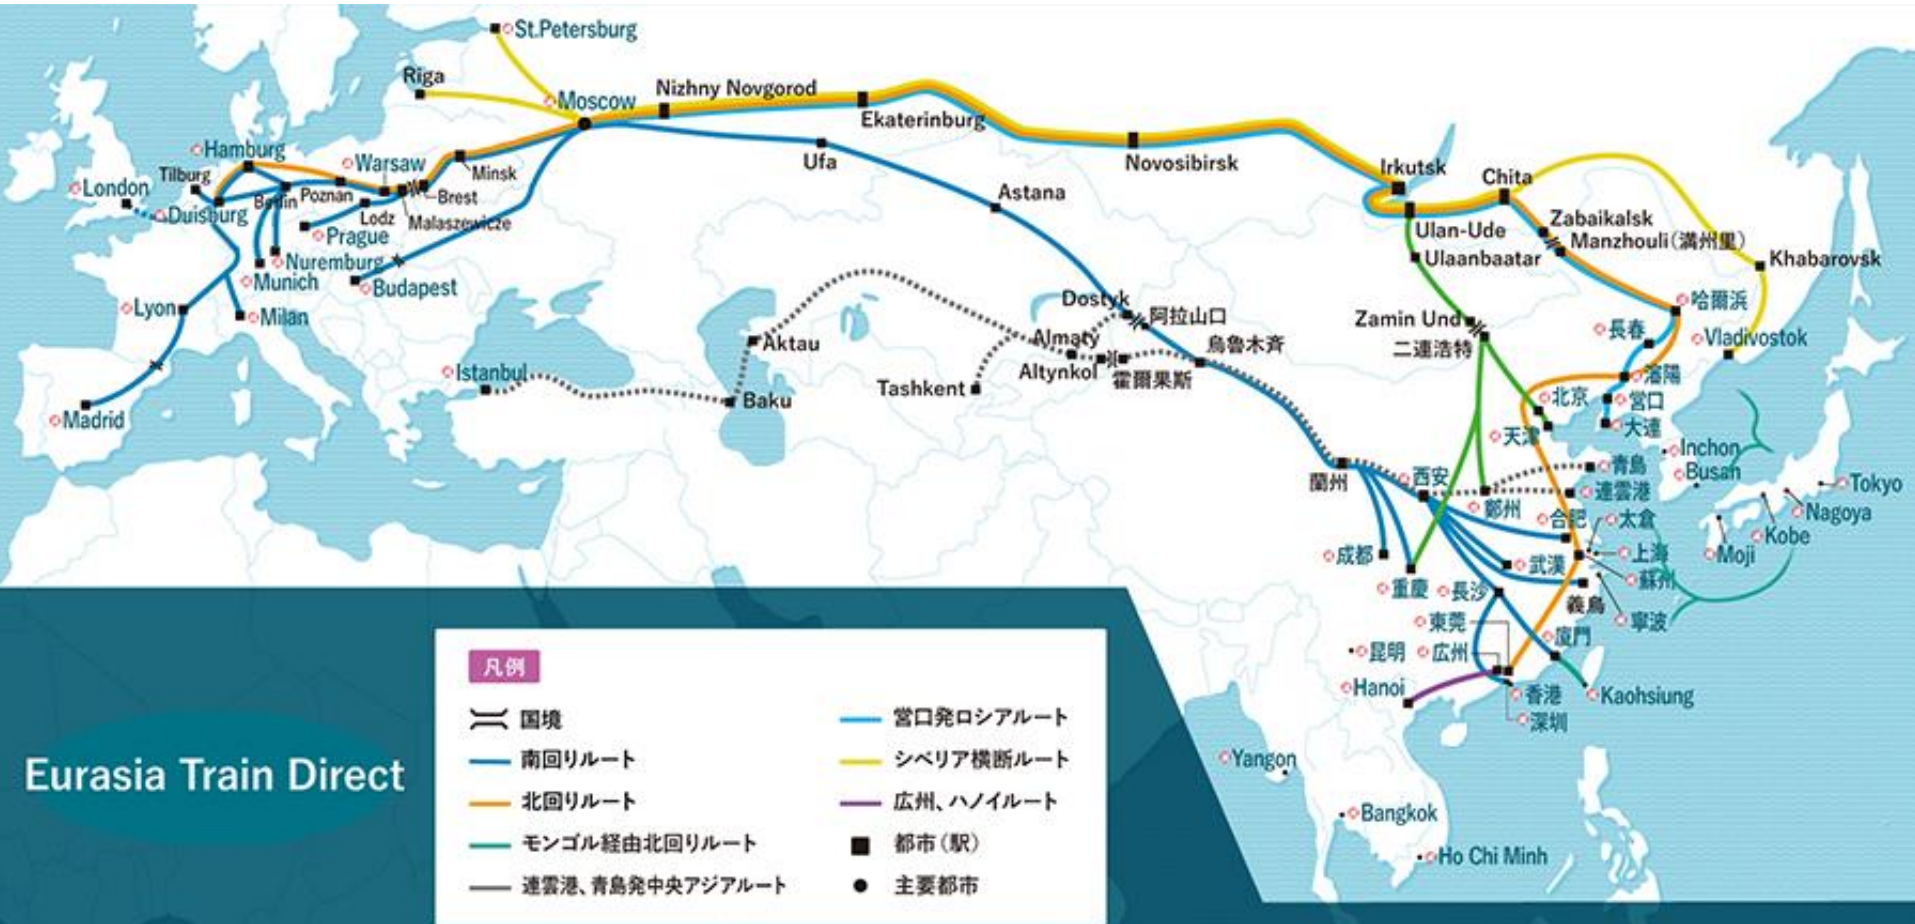 St.Petersburg
Riga
Moscow
Nizhny Novgorod
Ekaterinburg
Novosibirsk
Irkutsk
Chita
Hamburg
Warsaw
Minsk
Ufa
Tilburg
London
Berlin
Poznan
Brest
Astana
Duisburg
Lodz
Malaszewicze
Prague
Ulan-Ude
Zabaikalsk
Manzhouli(満州里)
Nuremburg
Ulaanbaatar
Khabarovsk
Munich
Budapest
Lyon
Milan
Dostyk
阿拉山口
Zamin Und
哈爾浜
長春
Vladivostok
Aktau
Almaty
烏魯木斉
二連浩特
Istanbul
Altynkol
霍爾果斯
瀋陽
Baku
Tashkent
北京
営口
Madrid
天津
大連
Inchon
青島
Busan
蘭州
西安
連雲港
Tokyo
鄭州
合肥
太倉
Nagoya
Kobe
成都
武漢
上海
Moji
重慶
長沙
蘇州
義烏
東莞
寧波
廈門
昆明
広州
Hanoi
香港
Kaohsiung
深圳
Yangon
Bangkok
Ho Chi Minh
Eurasia Train Direct
凡例
国境
営口発ロシアルート
南回りルート
シベリア横断ルート
北回りルート
広州、ハノイルート
モンゴル経由北回りルート
都市(駅)
連雲港、青島発中央アジアルート
主要都市